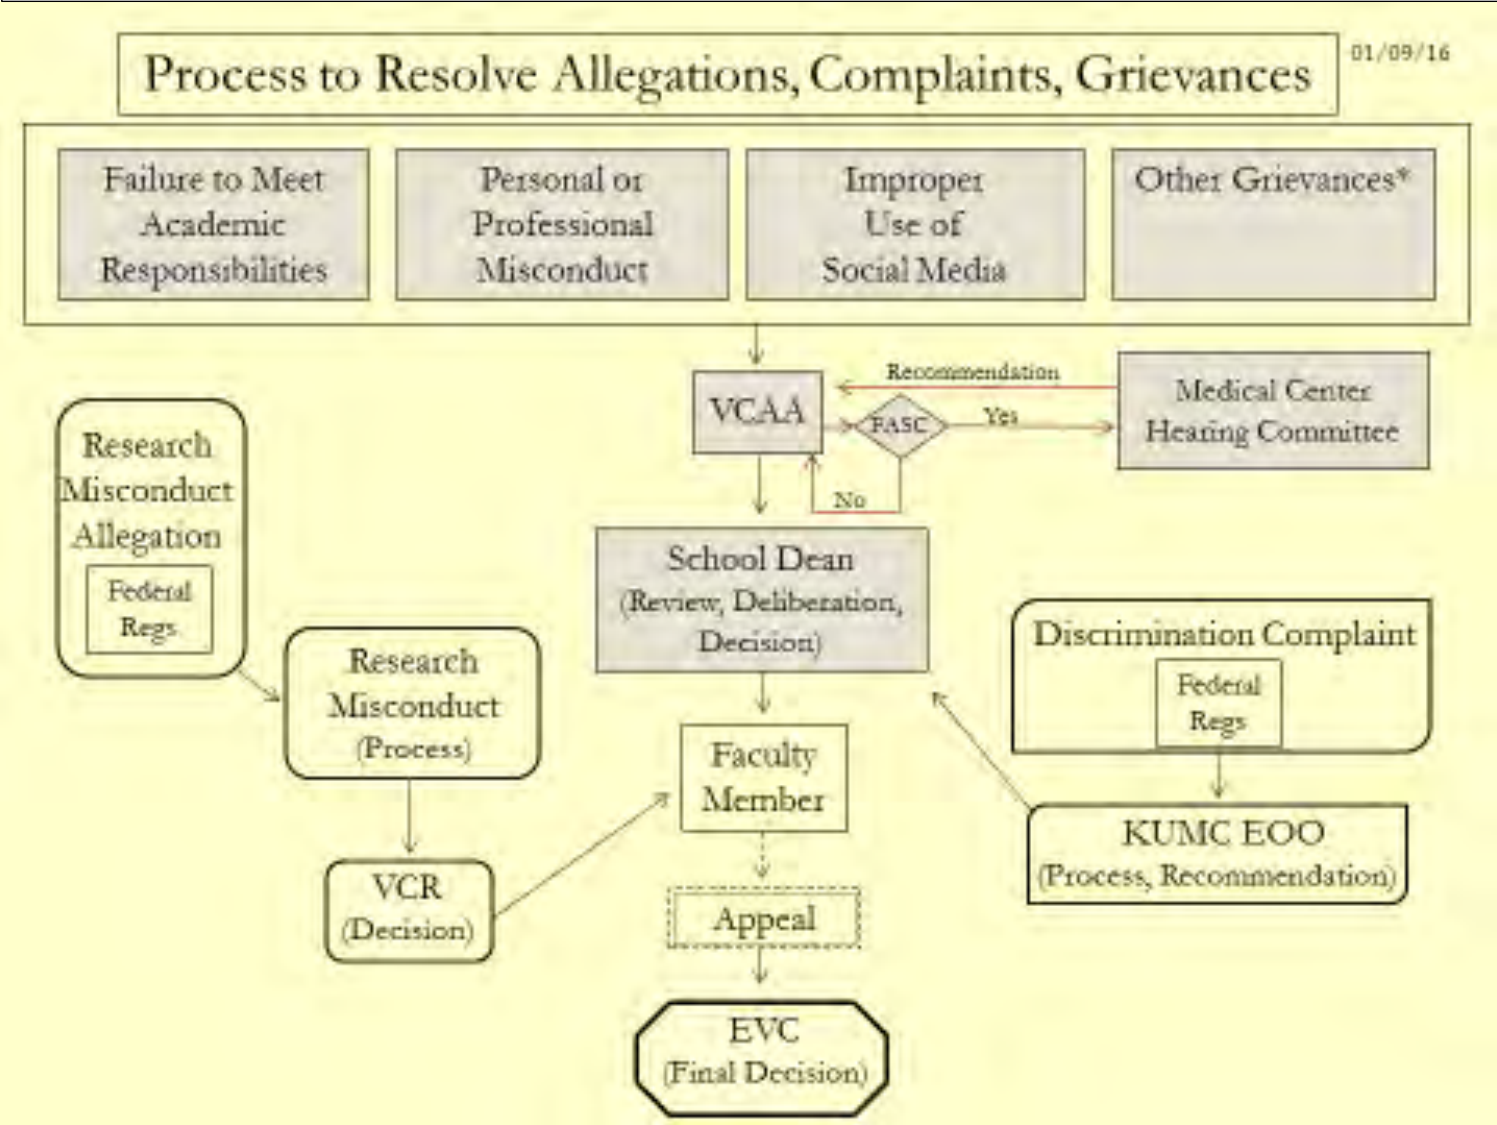 Process to Resolve Allegations, Complaints, Grievances
01/09/16
Failure to Meet
Academic
Responsibilities
Personal or
Professional
Misconduct
Improper
Use of
Social Media
Other Grievances*
VCAA
Recommendation
FASC
Yes
No
Medical Center
Hearing Committee
Research
Misconduct
Allegation
Federal
Regs
School Dean
(Review, Deliberation,
Decision)
Research
Misconduct
(Process)
Discrimination Complaint
Federal
Regs
Faculty
Member
KUMC EOO
(Process, Recommendation)
VCR
(Decision)
Appeal
EVC
(Final Decision)